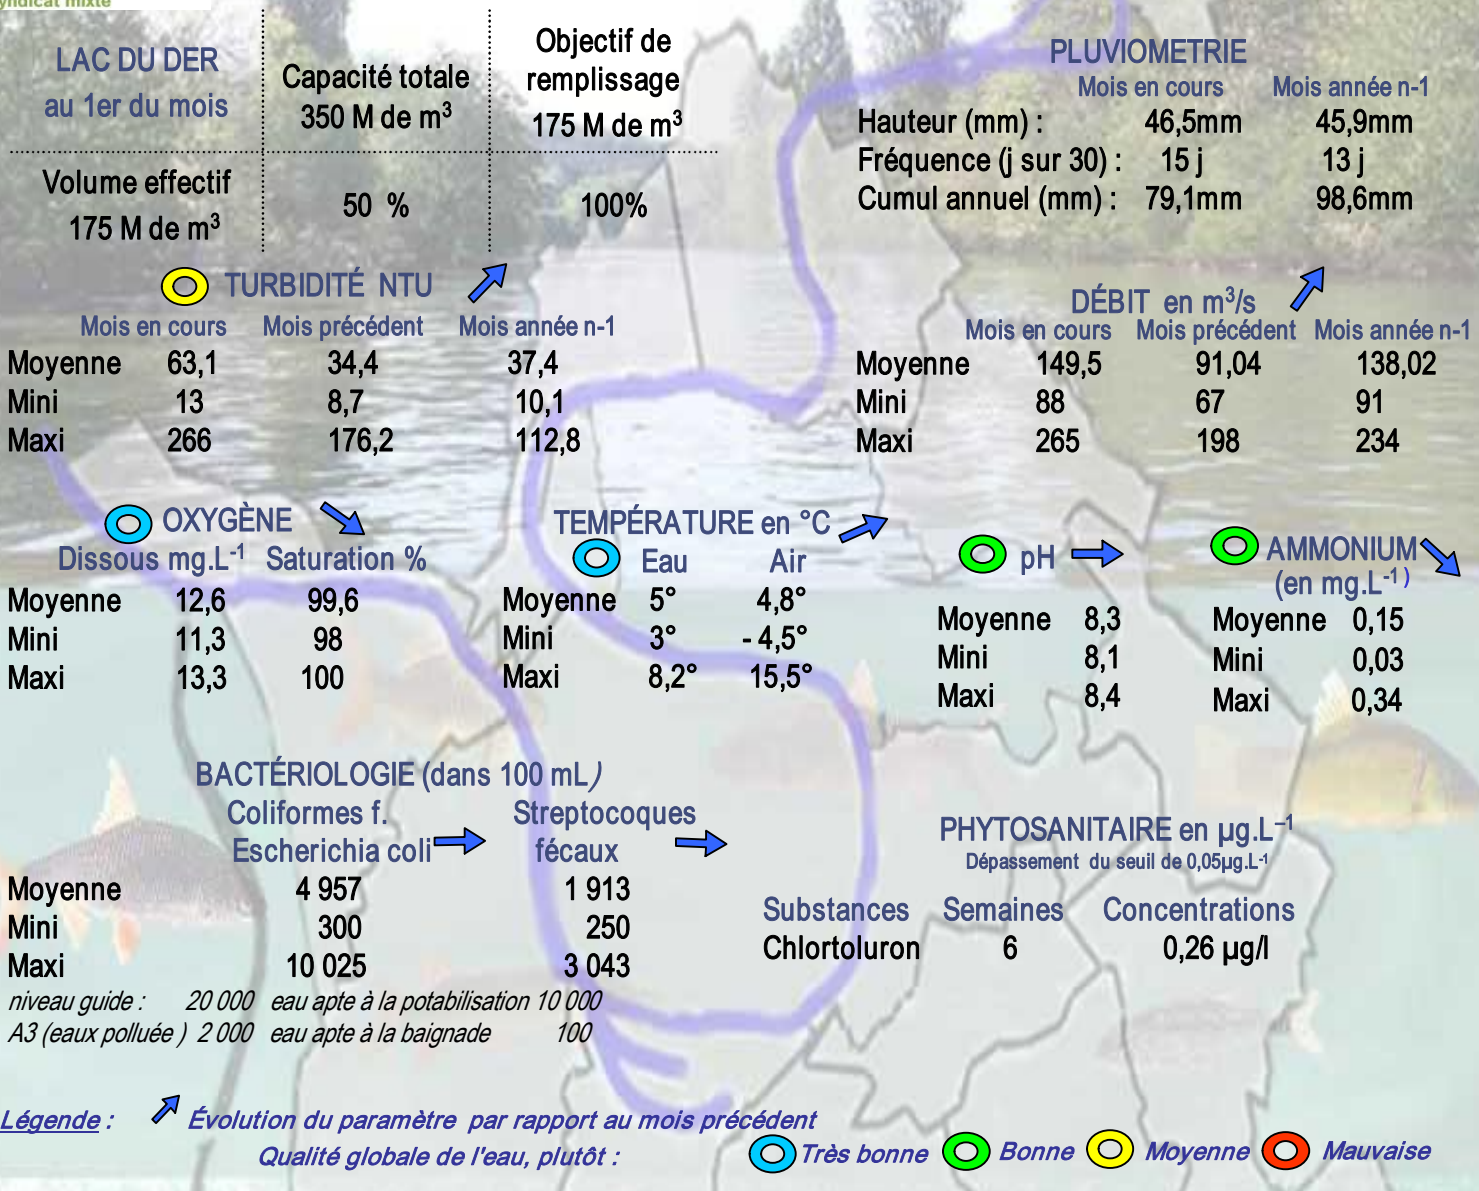 syndicat mixte
LAC DU DER
au 1er du mois
Capacité totale
350 M de m³
Objectif de
remplissage
175 M de m³
Volume effectif
175 M de m³
50 %
100%
PLUVIOMETRIE
Mois en cours Mois année n-1
Hauteur (mm) : 46,5mm 45,9mm
Fréquence (j sur 30) : 15 j 13 j
Cumul annuel (mm) : 79,1mm 98,6mm
TURBIDITÉ NTU
Mois en cours Mois précédent Mois année n-1
Moyenne 63,1 34,4 37,4
Mini 13 8,7 10,1
Maxi 266 176,2 112,8
DÉBIT en m³/s
Mois en cours Mois précédent Mois année n-1
Moyenne 149,5 91,04 138,02
Mini 88 67 91
Maxi 265 198 234
OXYGÈNE
Dissous mg.L⁻¹ Saturation %
Moyenne 12,6 99,6
Mini 11,3 98
Maxi 13,3 100
TEMPÉRATURE en °C
Eau Air
Moyenne 5° 4,8°
Mini 3° - 4,5°
Maxi 8,2° 15,5°
pH
Moyenne 8,3
Mini 8,1
Maxi 8,4
AMMONIUM
(en mg.L⁻¹)
Moyenne 0,15
Mini 0,03
Maxi 0,34
BACTÉRIOLOGIE (dans 100 mL)
Coliformes f. Streptocoques
Escherichia coli fécaux
Moyenne 4 957 1 913
Mini 300 250
Maxi 10 025 3 043
niveau guide : 20 000 eau apte à la potabilisation 10 000
A3 (eaux polluée ) 2 000 eau apte à la baignade 100
PHYTOSANITAIRE en µg.L⁻¹
Dépassement du seuil de 0,05µg.L⁻¹
Substances Semaines Concentrations
Chlortoluron 6 0,26 µg/l
Légende : Évolution du paramètre par rapport au mois précédent
Qualité globale de l'eau, plutôt : Très bonne Bonne Moyenne Mauvaise